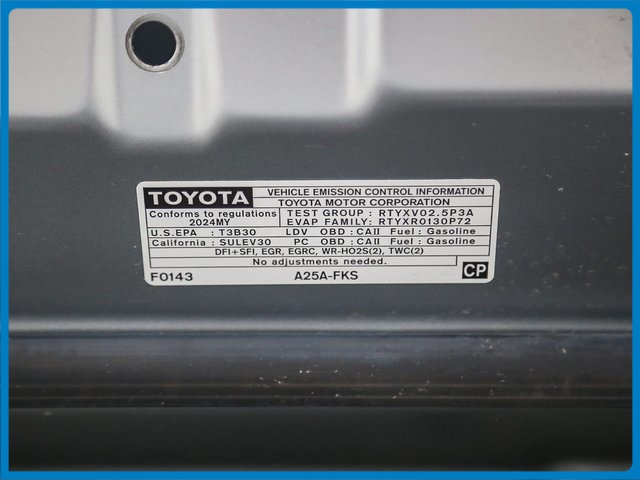 TOYOTA
VEHICLE EMISSION CONTROL INFORMATION
TOYOTA MOTOR CORPORATION
Conforms to regulations
2024MY
TEST GROUP : RTYXV02.5P3A
EVAP FAMILY: RTYXR0130P72
U.S.EPA : T3B30 LDV OBD : CAII Fuel : Gasoline
California : SULEV30 PC OBD : CAII Fuel : Gasoline
DFI+SFI, EGR, EGRC, WR-HO2S(2), TWC(2)
No adjustments needed.
F0143 A25A-FKS CP